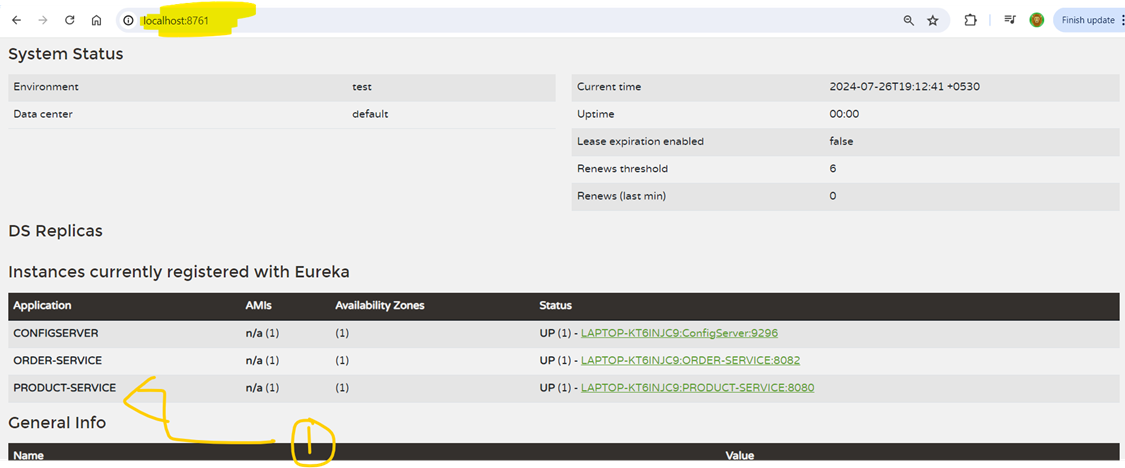 localhost:8761
Finish update
System Status
Environment test
Data center default
Current time 2024-07-26T19:12:41 +0530
Uptime 00:00
Lease expiration enabled false
Renews threshold 6
Renews (last min) 0
DS Replicas
Instances currently registered with Eureka
Application AMIs Availability Zones Status
CONFIGSERVER n/a (1) (1) UP (1) - LAPTOP-KT6INJC9:ConfigServer:9296
ORDER-SERVICE n/a (1) (1) UP (1) - LAPTOP-KT6INJC9:ORDER-SERVICE:8082
PRODUCT-SERVICE n/a (1) (1) UP (1) - LAPTOP-KT6INJC9:PRODUCT-SERVICE:8080
General Info
1
Name Value